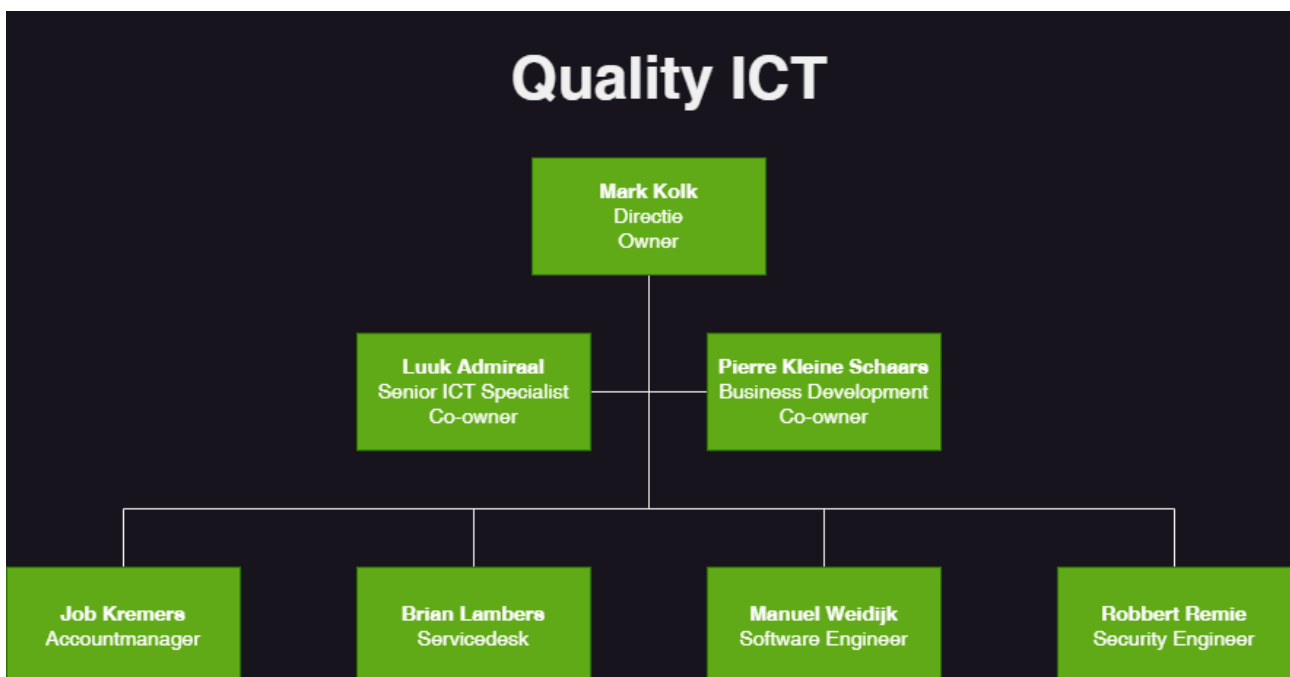 Quality ICT
Mark Kolk
Directie
Owner
Luuk Admiraal
Senior ICT Specialist
Co-owner
Pierre Kleine Schaars
Business Development
Co-owner
Job Kremers
Accountmanager
Brian Lambers
Servicedesk
Manuel Weidijk
Software Engineer
Robbert Remie
Security Engineer